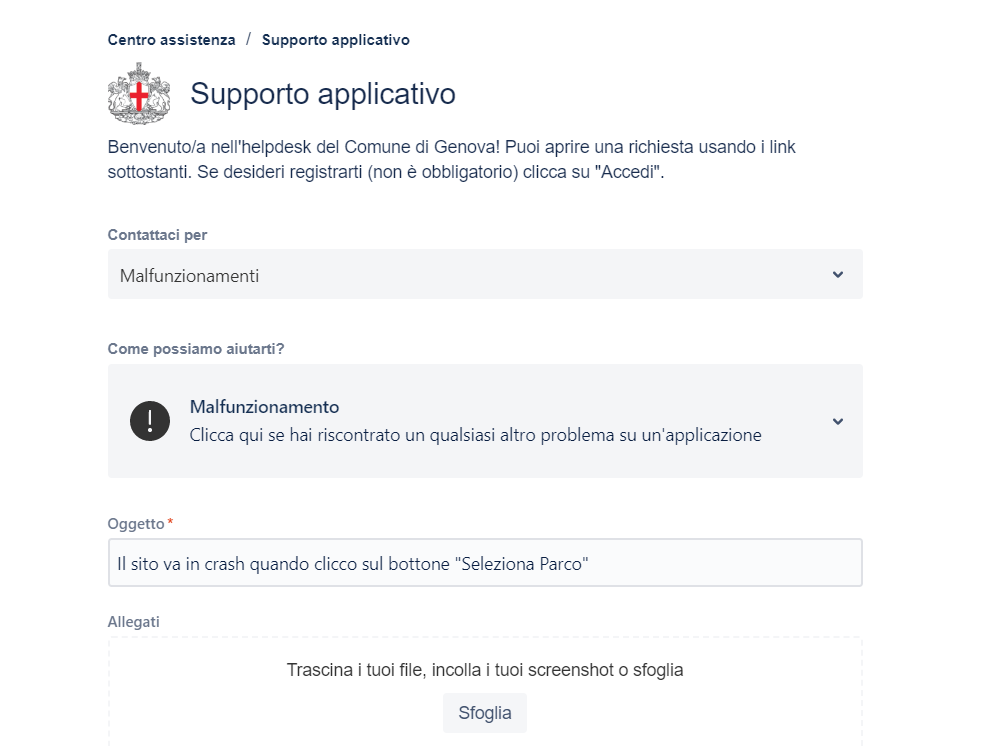 Centro assistenza / Supporto applicativo
Supporto applicativo
Benvenuto/a nell'helpdesk del Comune di Genova! Puoi aprire una richiesta usando i link
sottostanti. Se desideri registrarti (non è obbligatorio) clicca su "Accedi".
Contattaci per
Malfunzionamenti
Come possiamo aiutarti?
Malfunzionamento
Clicca qui se hai riscontrato un qualsiasi altro problema su un'applicazione
Oggetto*
Il sito va in crash quando clicco sul bottone "Seleziona Parco"
Allegati
Trascina i tuoi file, incolla i tuoi screenshot o sfoglia
Sfoglia